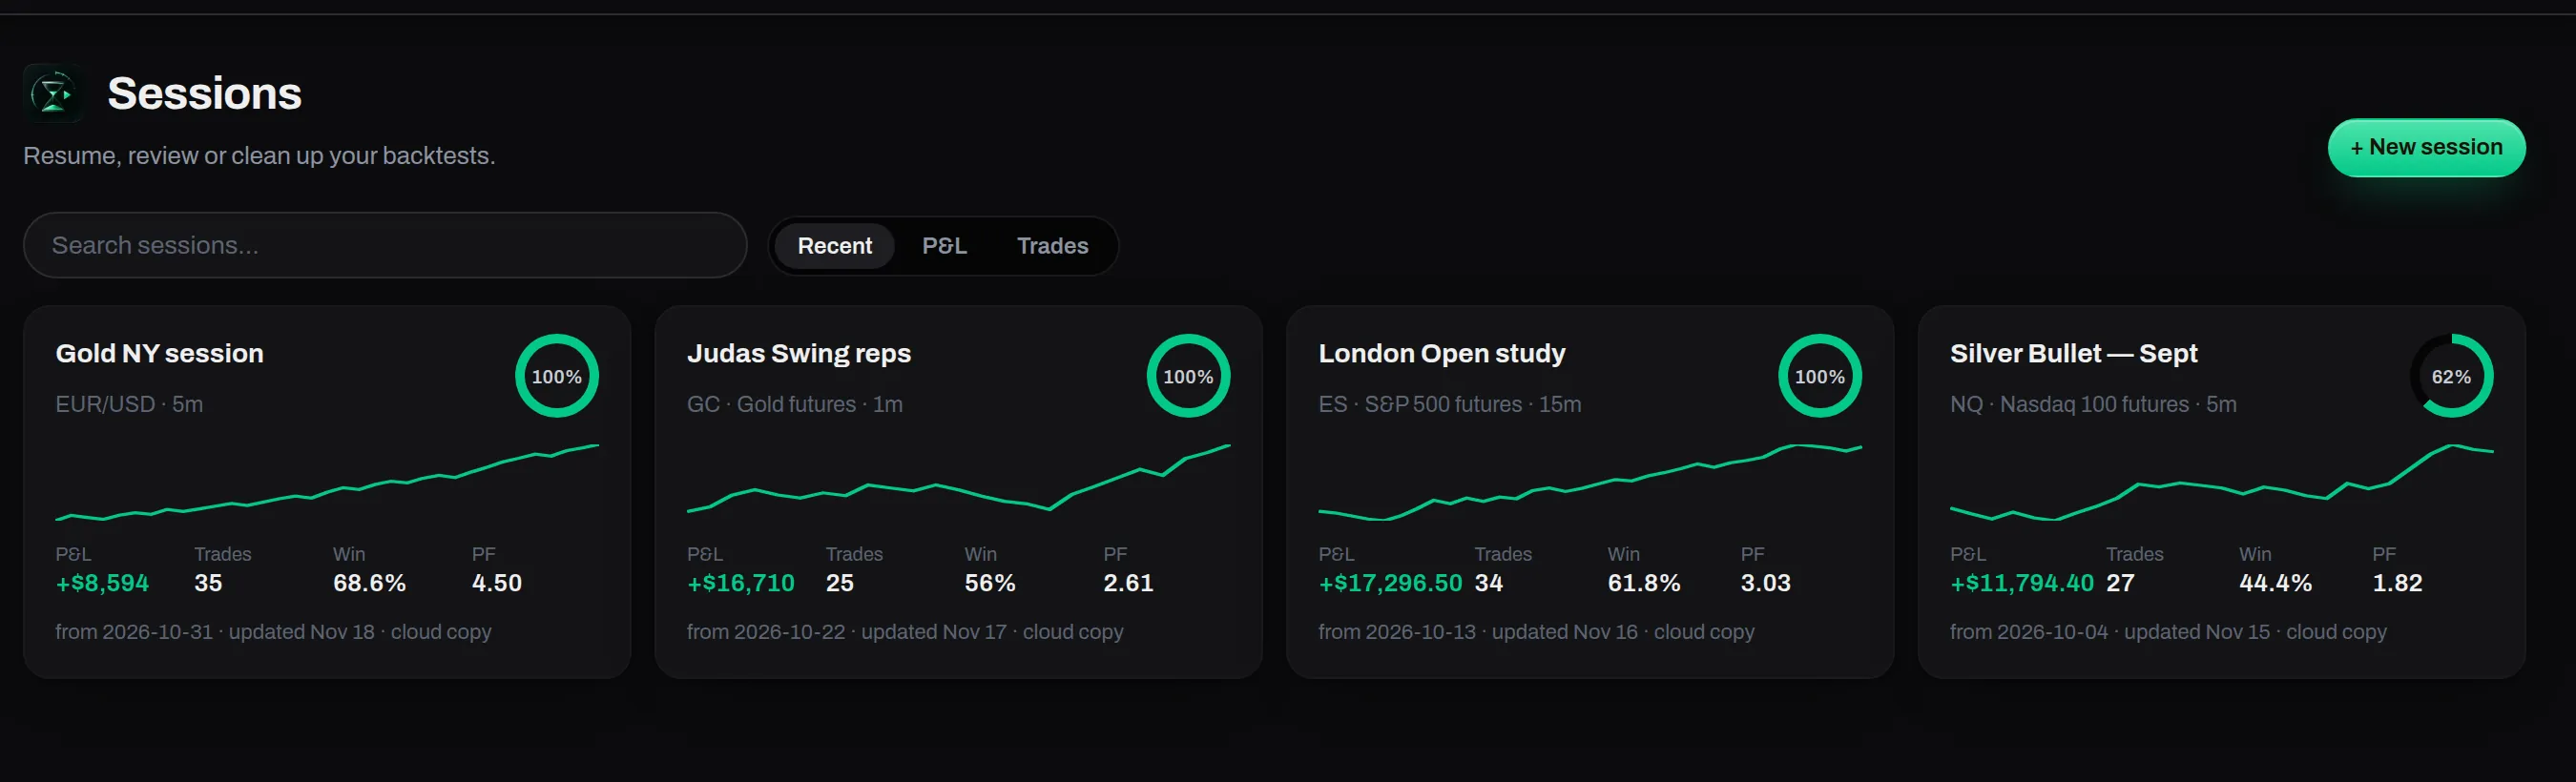 Sessions
Resume, review or clean up your backtests.
+ New session
Search sessions...
Recent P&L Trades
Gold NY session
100%
EUR/USD · 5m
P&L Trades Win PF
+$8,594 35 68.6% 4.50
from 2026-10-31 · updated Nov 18 · cloud copy
Judas Swing reps
100%
GC · Gold futures · 1m
P&L Trades Win PF
+$16,710 25 56% 2.61
from 2026-10-22 · updated Nov 17 · cloud copy
London Open study
100%
ES · S&P 500 futures · 15m
P&L Trades Win PF
+$17,296.50 34 61.8% 3.03
from 2026-10-13 · updated Nov 16 · cloud copy
Silver Bullet — Sept
62%
NQ · Nasdaq 100 futures · 5m
P&L Trades Win PF
+$11,794.40 27 44.4% 1.82
from 2026-10-04 · updated Nov 15 · cloud copy